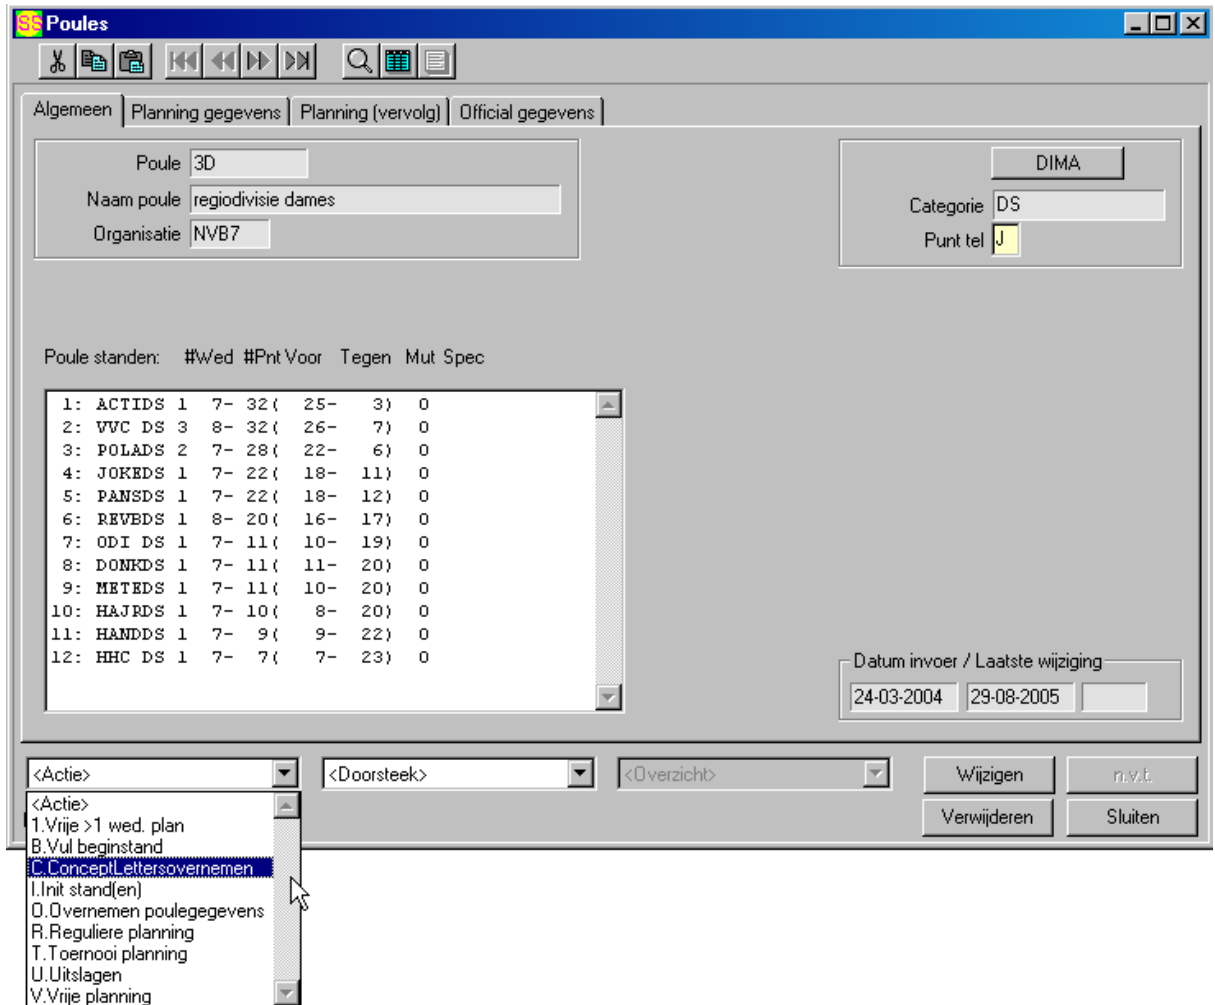 SS Poules
Algemeen Planning gegevens Planning (vervolg) Official gegevens
Poule 3D
Naam poule regiodivisie dames
Organisatie NVB7
DIMA
Categorie DS
Punt tel J
Poule standen: #Wed #Pnt Voor Tegen Mut Spec
1: ACTIDS 1 7- 32( 25- 3) 0
2: VVC DS 3 8- 32( 26- 7) 0
3: POLADS 2 7- 28( 22- 6) 0
4: JOKEDS 1 7- 22( 18- 11) 0
5: PANSDS 1 7- 22( 18- 12) 0
6: REVBDS 1 8- 20( 16- 17) 0
7: ODI DS 1 7- 11( 10- 19) 0
8: DONKDS 1 7- 11( 11- 20) 0
9: METEDS 1 7- 11( 10- 20) 0
10: HAJRDS 1 7- 10( 8- 20) 0
11: HANDDS 1 7- 9( 9- 22) 0
12: HHC DS 1 7- 7( 7- 23) 0
Datum invoer / Laatste wijziging
24-03-2004 29-08-2005
<Actie> <Doorsteek> <Overzicht> Wijzigen n.v.t.
Verwijderen Sluiten
<Actie>
1.Vrije >1 wed. plan
B.Vul beginstand
C.ConceptLettersovernemen
I.Init stand(en)
O.Overnemen poulegegevens
R.Reguliere planning
T.Toernooi planning
U.Uitslagen
V.Vrije planning